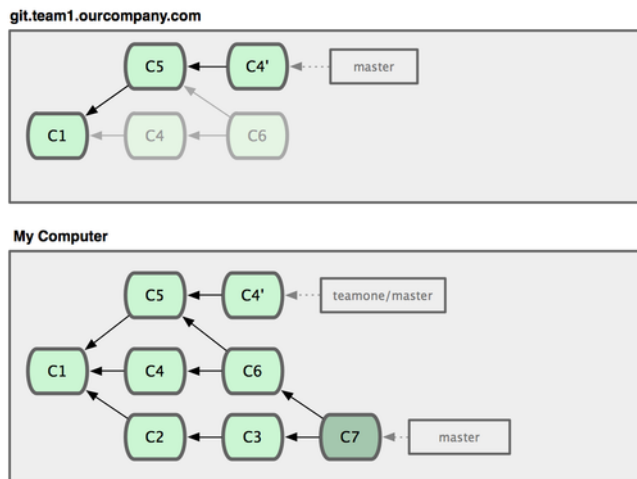 git.team1.ourcompany.com
C5
C4'
master
C1
C4
C6
My Computer
C5
C4'
teamone/master
C1
C4
C6
C2
C3
C7
master